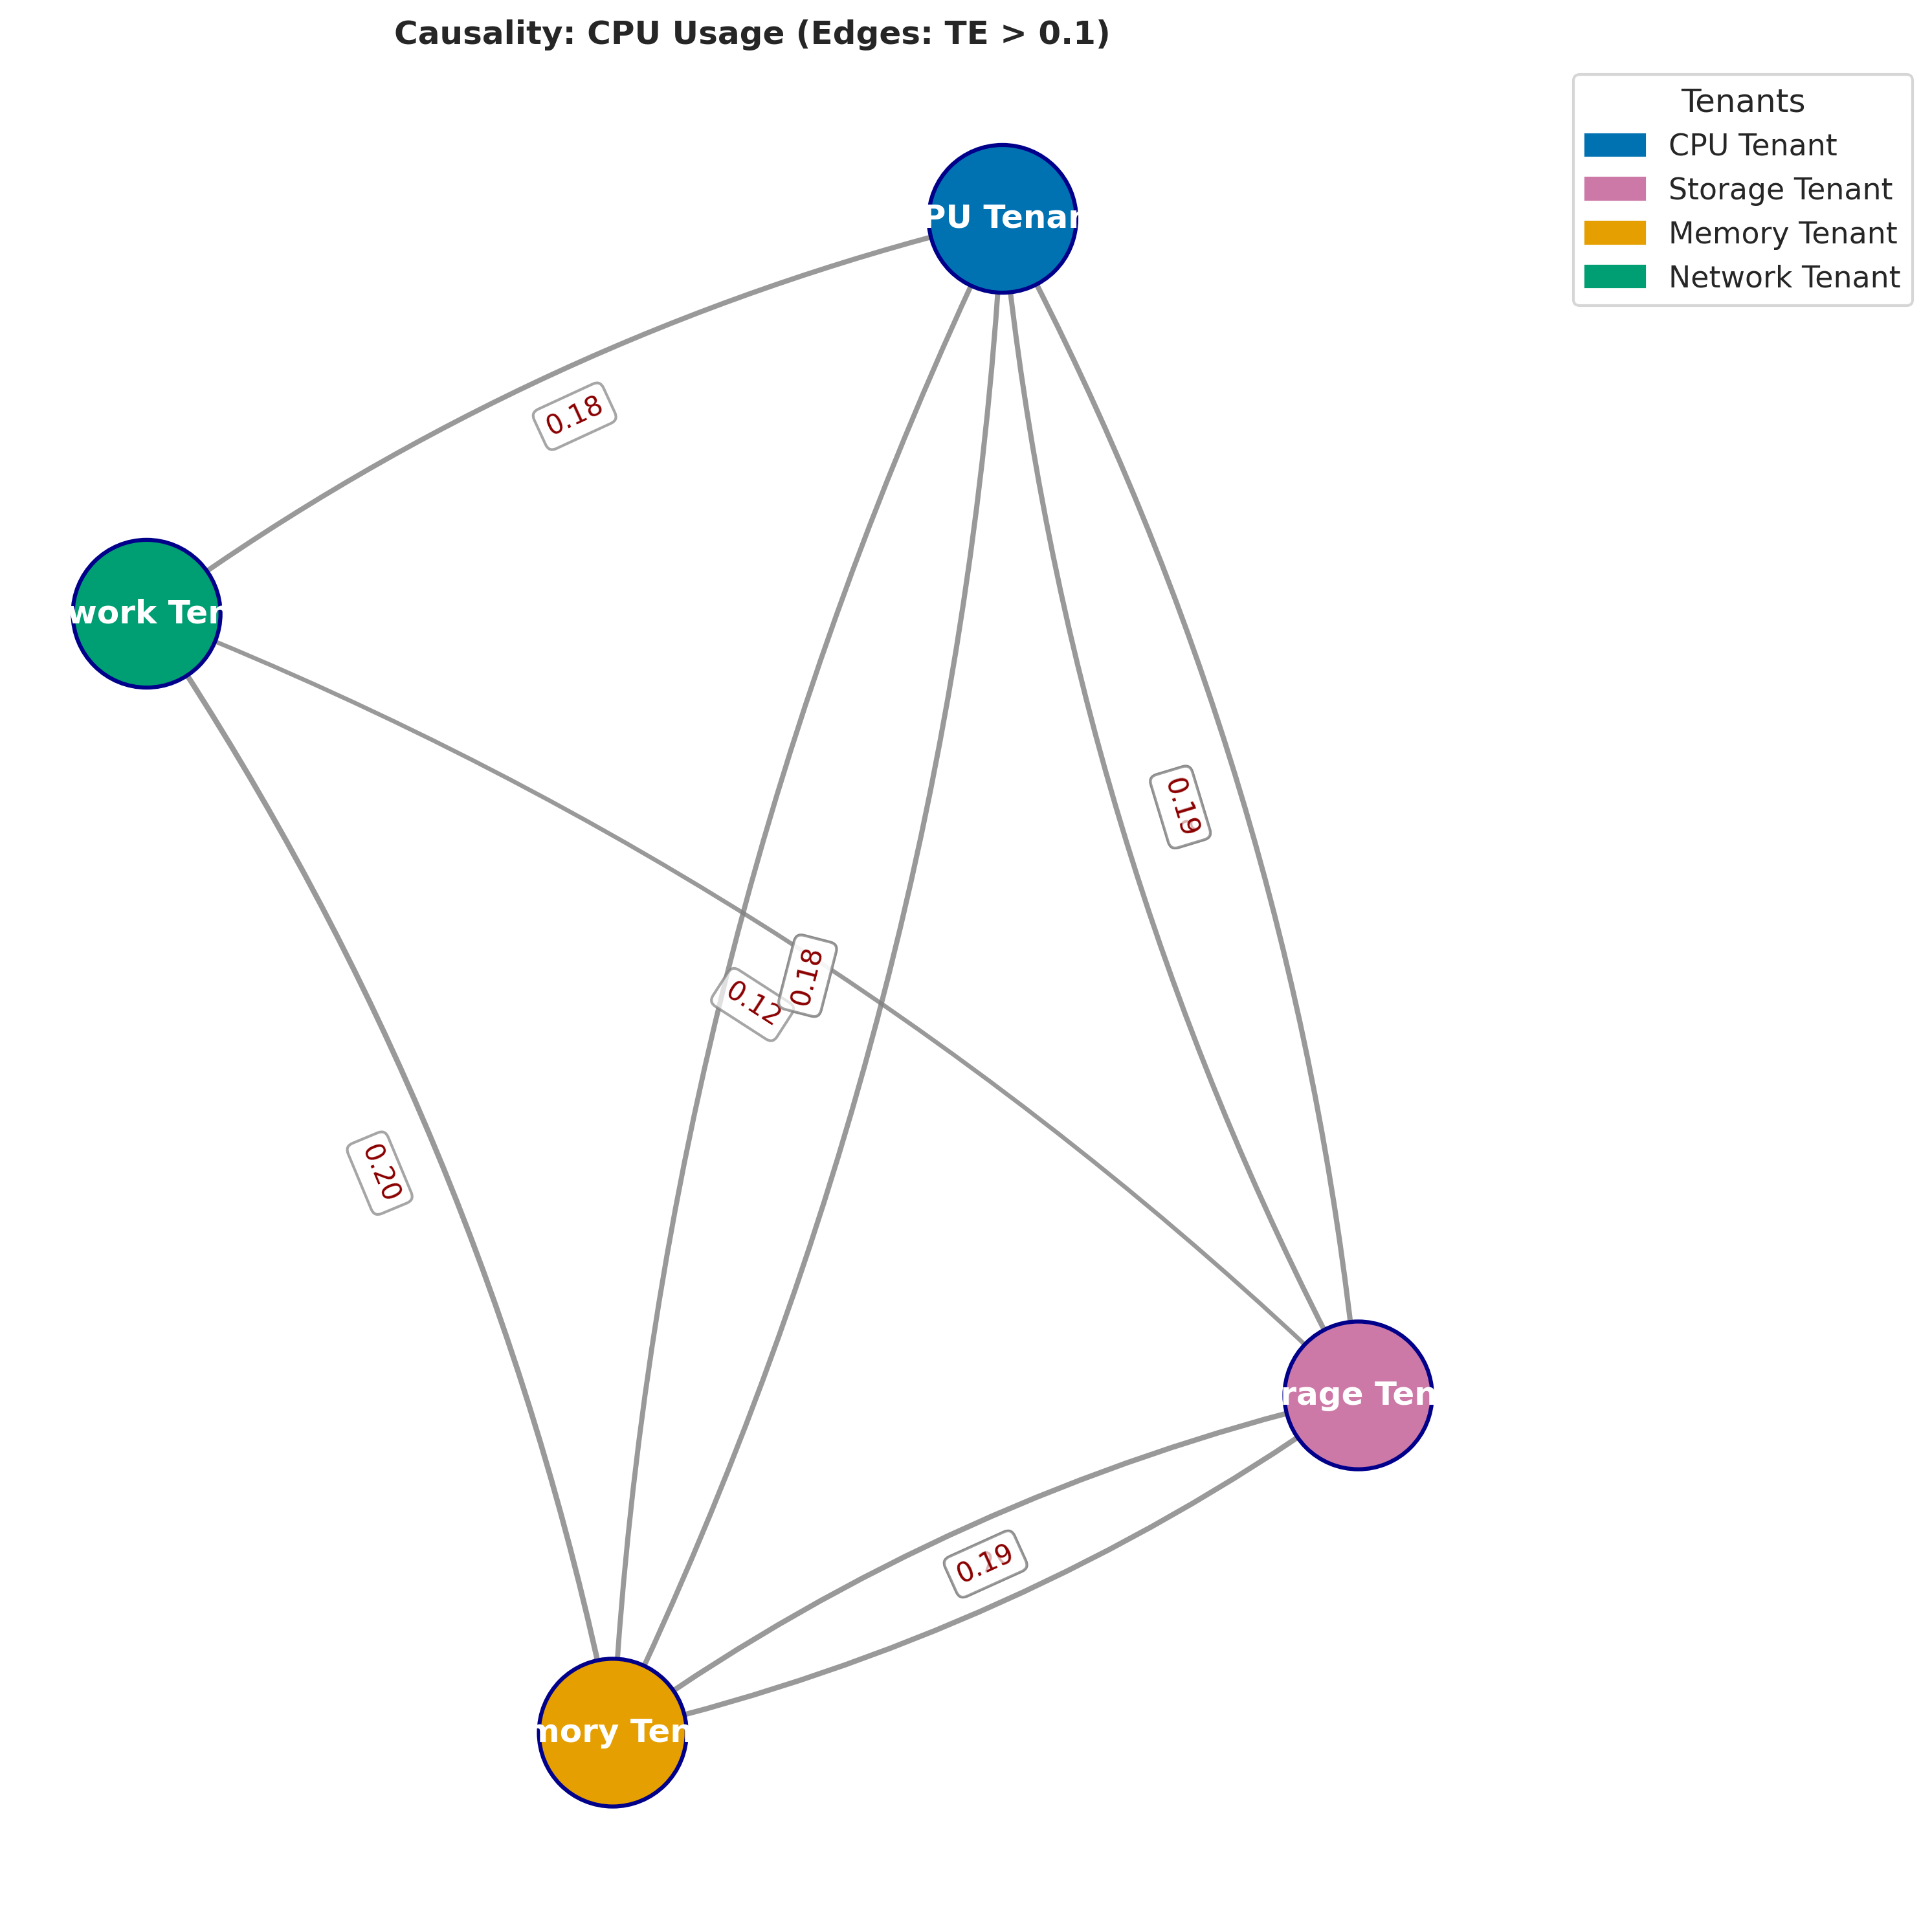 Causality: CPU Usage (Edges: TE > 0.1)
Tenants
CPU Tenant
Storage Tenant
Memory Tenant
Network Tenant
PU Tenan
0.18
work Ten
0.19
0.18
0.12
0.20
rage Ten
0.19
mory Ten